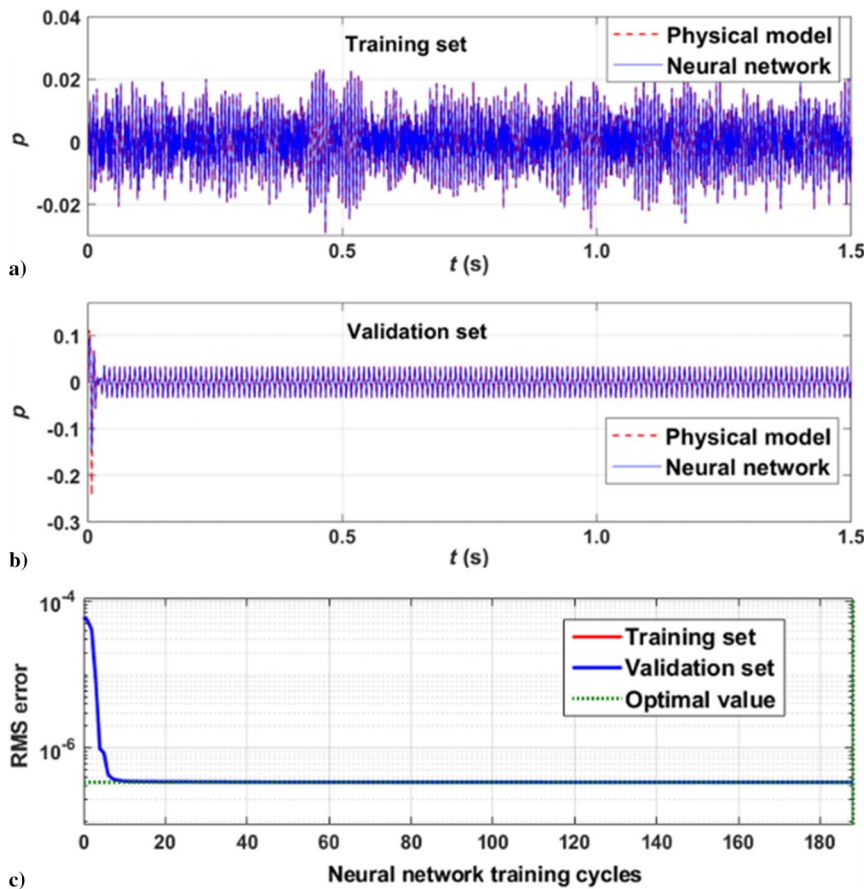 0.04
Training set
Physical model
Neural network
0.02
0
-0.02
p
0 0.5 1.0 1.5
t (s)
a)
0.1
Validation set
0
-0.1
-0.2
-0.3
p
Physical model
Neural network
0 0.5 1.0 1.5
t (s)
b)
10-4
10-6
RMS error
Training set
Validation set
Optimal value
0 20 40 60 80 100 120 140 160 180
Neural network training cycles
c)